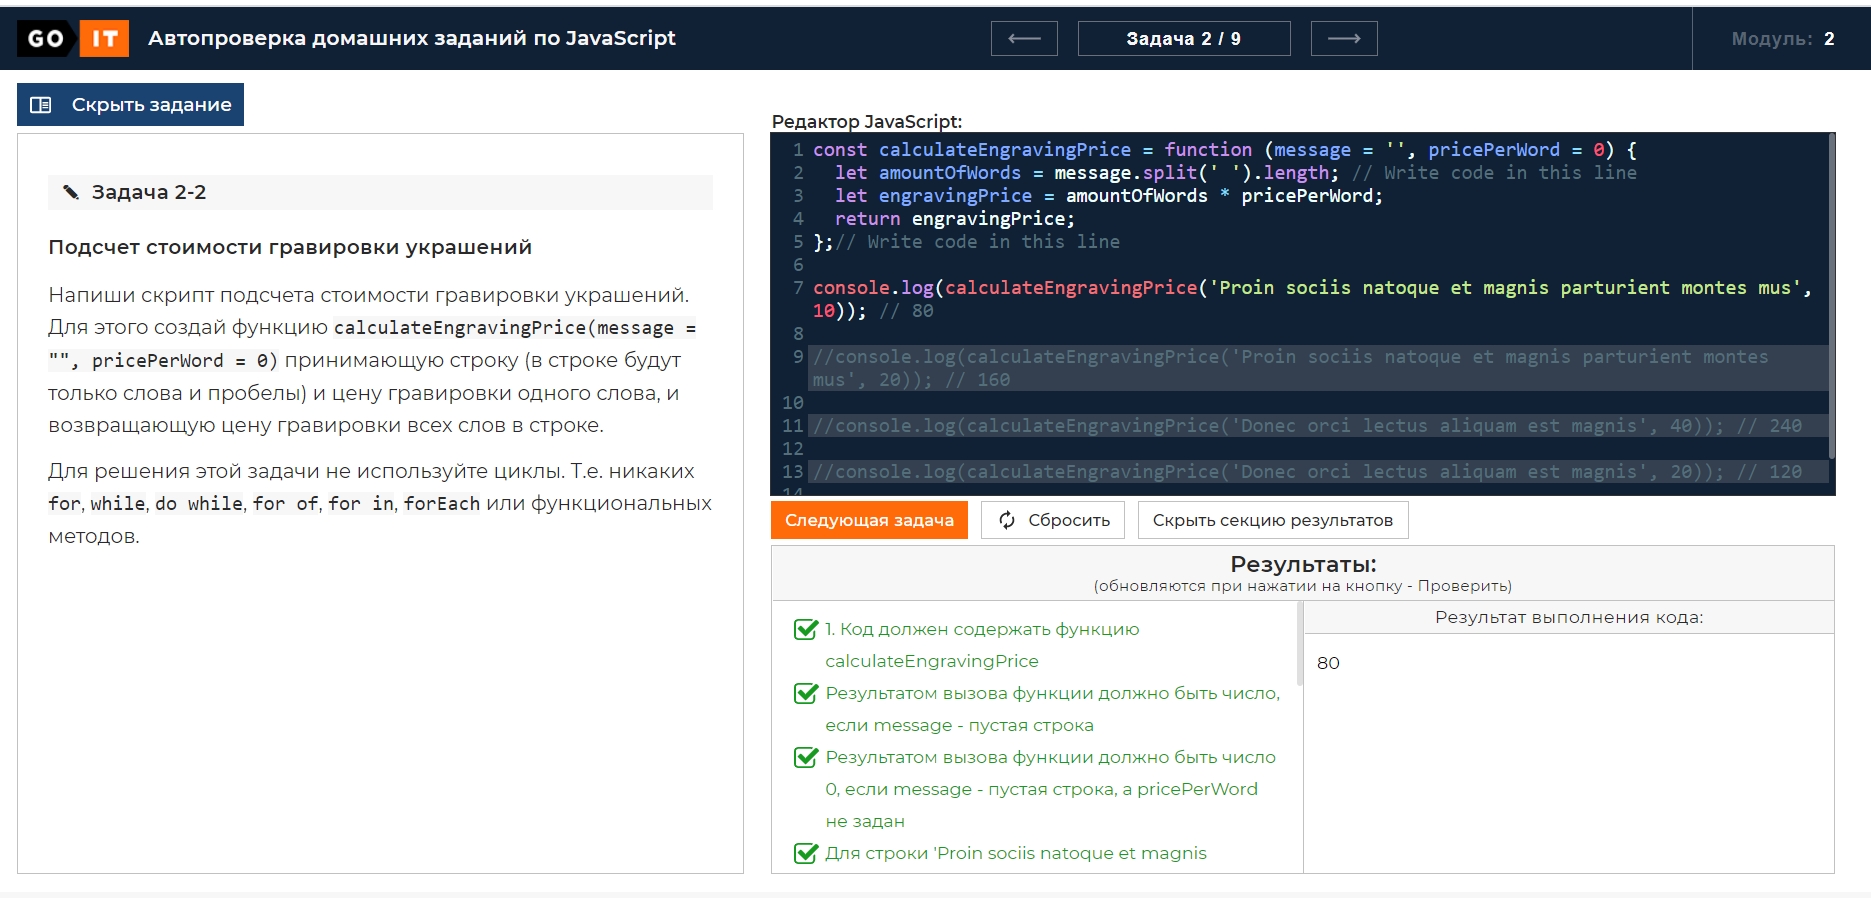 GO IT Автопроверка домашних заданий по JavaScript
Задача 2 / 9
Модуль: 2
Скрыть задание
Задача 2-2
Подсчет стоимости гравировки украшений
Напиши скрипт подсчета стоимости гравировки украшений.
Для этого создай функцию calculateEngravingPrice(message =
"", pricePerWord = 0) принимающую строку (в строке будут
только слова и пробелы) и цену гравировки одного слова, и
возвращающую цену гравировки всех слов в строке.
Для решения этой задачи не используйте циклы. Т.е. никаких
for, while, do while, for of, for in, forEach или функциональных
методов.
Редактор JavaScript:
1 const calculateEngravingPrice = function (message = '', pricePerWord = 0) {
2 let amountOfWords = message.split(' ').length; // Write code in this line
3 let engravingPrice = amountOfWords * pricePerWord;
4 return engravingPrice;
5 };// Write code in this line
6
7 console.log(calculateEngravingPrice('Proin sociis natoque et magnis parturient montes mus',
10)); // 80
8
9 //console.log(calculateEngravingPrice('Proin sociis natoque et magnis parturient montes
mus', 20)); // 160
10
11 //console.log(calculateEngravingPrice('Donec orci lectus aliquam est magnis', 40)); // 240
12
13 //console.log(calculateEngravingPrice('Donec orci lectus aliquam est magnis', 20)); // 120
14
Следующая задача
Сбросить
Скрыть секцию результатов
Результаты:
(обновляются при нажатии на кнопку - Проверить)
1. Код должен содержать функцию
calculateEngravingPrice
Результатом вызова функции должно быть число,
если message - пустая строка
Результатом вызова функции должно быть число
0, если message - пустая строка, а pricePerWord
не задан
Для строки 'Proin sociis natoque et magnis
Результат выполнения кода:
80